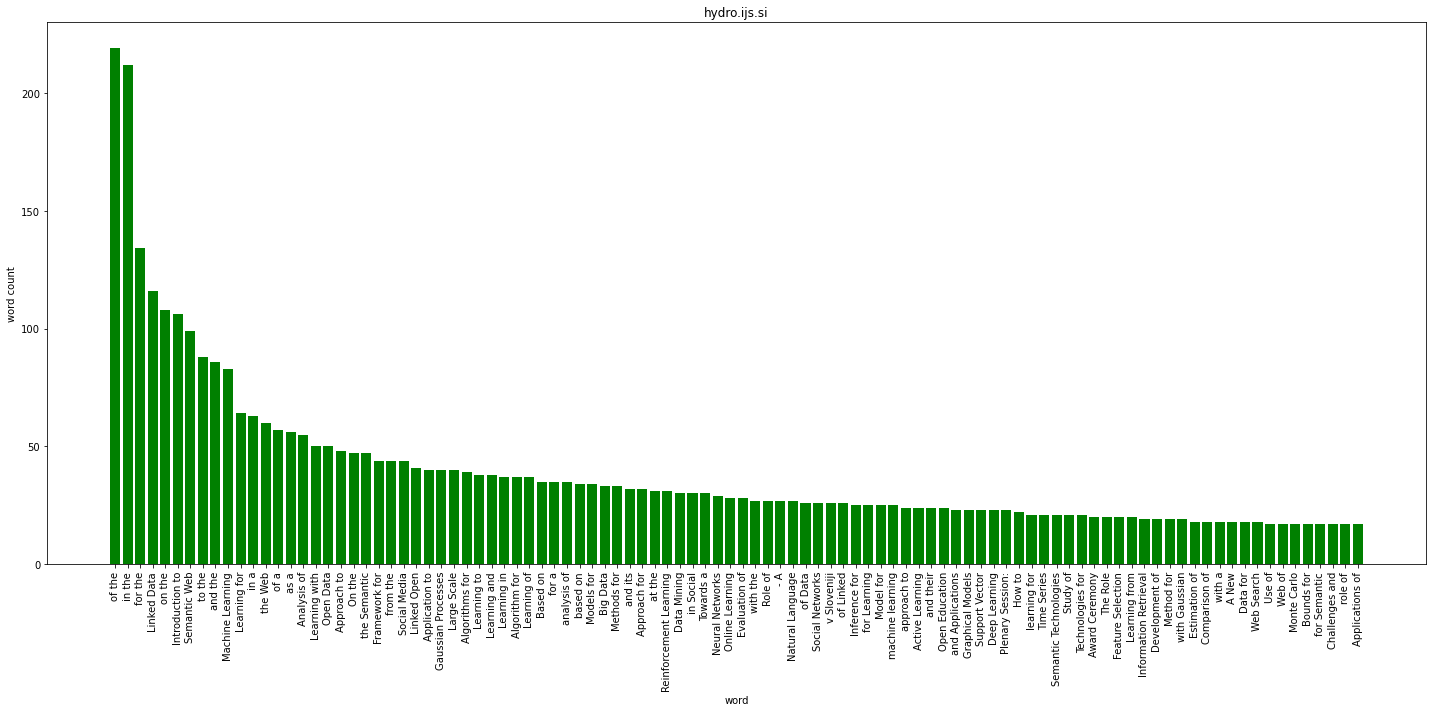 hydro.ijs.si
word count
200
150
100
50
0
of the
in the
for the
Linked Data
on the
Introduction to
Semantic Web
to the
and the
Machine Learning
Learning for
in a
the Web
of a
as a
Analysis of
Learning with
Open Data
Approach to
On the
the Semantic
Framework for
from the
Social Media
Linked Open
Application to
Gaussian Processes
Large Scale
Algorithms for
Learning to
Learning and
Learning in
Algorithm for
Learning of
Based on
for a
analysis of
based on
Models for
Big Data
Methods for
and its
Approach for
at the
Reinforcement Learning
Data Mining
in Social
Towards a
Neural Networks
Online Learning
Evaluation of
with the
Role of
- A
Natural Language
of Data
Social Networks
v Sloveniji
of Linked
Inference for
for Learning
Model for
machine learning
approach to
Active Learning
and their
Open Education
and Applications
Graphical Models
Support Vector
Deep Learning
Plenary Session:
How to
learning for
Time Series
Semantic Technologies
Study of
Technologies for
Award Ceremony
The Role
Feature Selection
Learning from
Information Retrieval
Development of
Method for
with Gaussian
Estimation of
Comparison of
with a
A New
Data for
Web Search
Use of
Web of
Monte Carlo
Bounds for
for Semantic
Challenges and
role of
Applications of
word